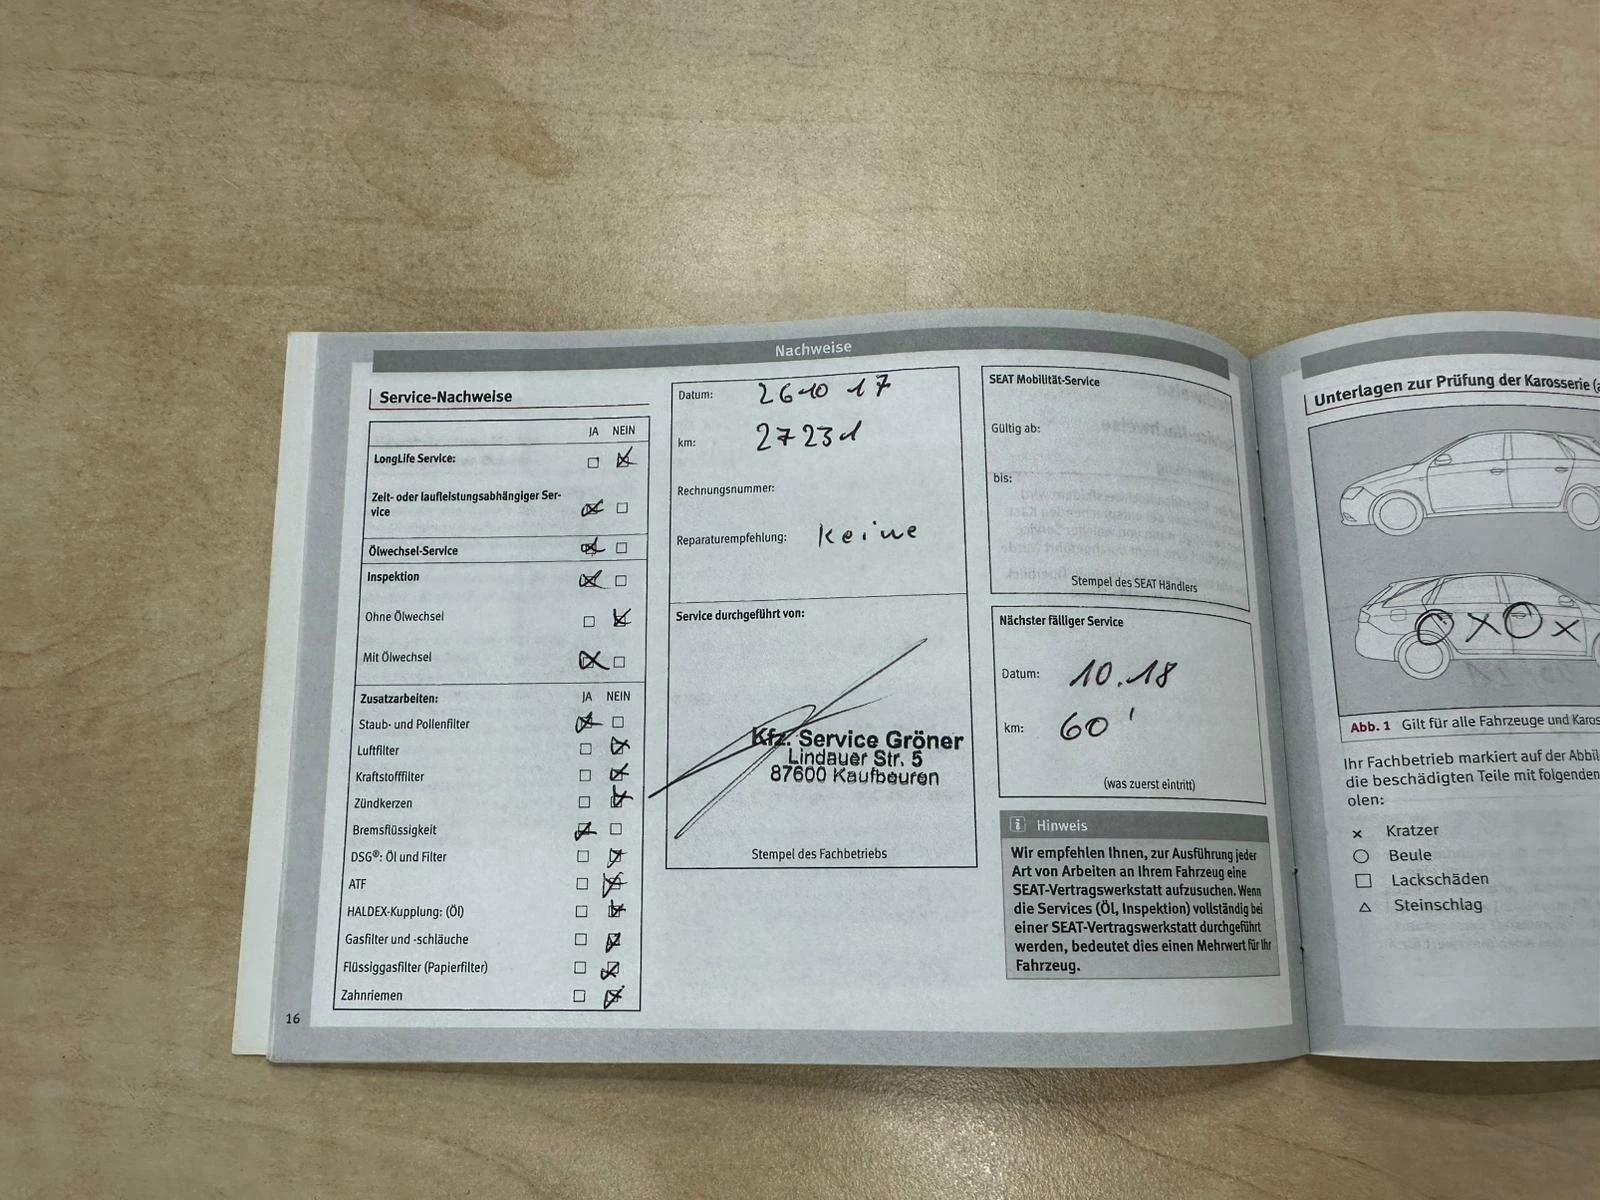 Nachweise
Service-Nachweise
JA NEIN
LongLife Service:
Zeit- oder laufleistungsabhängiger Ser-
vice
Ölwechsel-Service
Inspektion
Ohne Ölwechsel
Mit Ölwechsel
Zusatzarbeiten: JA NEIN
Staub- und Pollenfilter
Luftfilter
Kraftstofffilter
Zündkerzen
Bremsflüssigkeit
DSG®: Öl und Filter
ATF
HALDEX-Kupplung: (Öl)
Gasfilter und -schläuche
Flüssiggasfilter (Papierfilter)
Zahnriemen
16
Datum: 26 10 17
km: 27231
Rechnungsnummer:
Reparaturempfehlung: keine
Service durchgeführt von:
Kfz. Service Gröner
Lindauer Str. 5
87600 Kaufbeuren
Stempel des Fachbetriebs
SEAT Mobilität-Service
Gültig ab:
bis:
Stempel des SEAT Händlers
Nächster fälliger Service
Datum: 10.18
km: 60'
(was zuerst eintritt)
i Hinweis
Wir empfehlen Ihnen, zur Ausführung jeder
Art von Arbeiten an Ihrem Fahrzeug eine
SEAT-Vertragswerkstatt aufzusuchen. Wenn
die Services (Öl, Inspektion) vollständig bei
einer SEAT-Vertragswerkstatt durchgeführt
werden, bedeutet dies einen Mehrwert für Ihr
Fahrzeug.
Unterlagen zur Prüfung der Karosserie
Abb. 1 Gilt für alle Fahrzeuge und Karos
Ihr Fachbetrieb markiert auf der Abbil
die beschädigten Teile mit folgenden
olen:
Kratzer
Beule
Lackschäden
Steinschlag